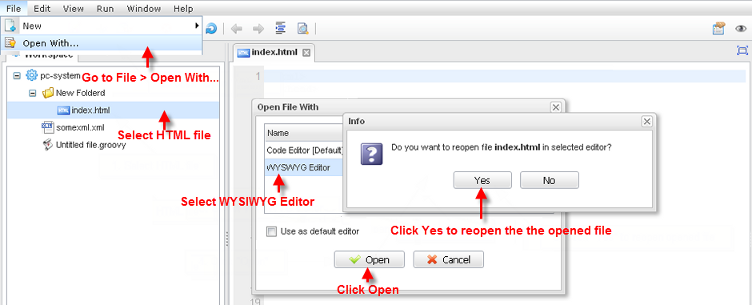 File Edit View Run Window Help
New
Open With...
Workspace
Go to File > Open With...
pc-system
New Folderd
index.html
somexml.xml
Untitled file.groovy
Select HTML file
index.html
1
Open File With
Name
Code Editor [Default]
WYSWYG Editor
Select WYSIWYG Editor
Info
Do you want to reopen file index.html in selected editor?
Yes No
Click Yes to reopen the the opened file
Use as default editor
Open Cancel
Click Open
19